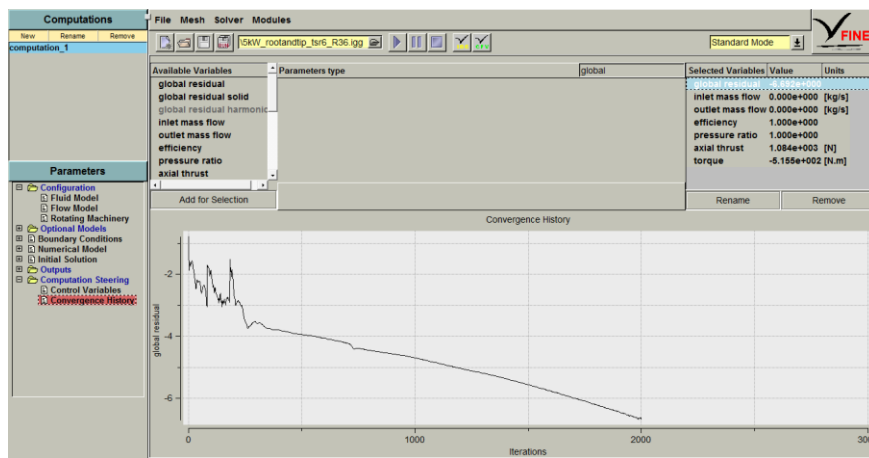 Computations
New Rename Remove
computation_1
File Mesh Solver Modules
\5kW_rootandtip_tsr6_R36.igg
Standard Mode
FINE
Available Variables
global residual
global residual solid
global residual harmonic
inlet mass flow
outlet mass flow
efficiency
pressure ratio
axial thrust
Add for Selection
Parameters type global
Selected Variables Value Units
global residual
inlet mass flow 0.000e+000 [kg/s]
outlet mass flow 0.000e+000 [kg/s]
efficiency 1.000e+000
pressure ratio 1.000e+000
axial thrust 1.084e+003 [N]
torque -5.155e+002 [N.m]
Rename Remove
Parameters
Configuration
Fluid Model
Flow Model
Rotating Machinery
Optional Models
Boundary Conditions
Numerical Model
Initial Solution
Outputs
Computation Steering
Control Variables
Convergence History
Convergence History
global residual
-2
-4
-6
0 1000 2000 300
Iterations